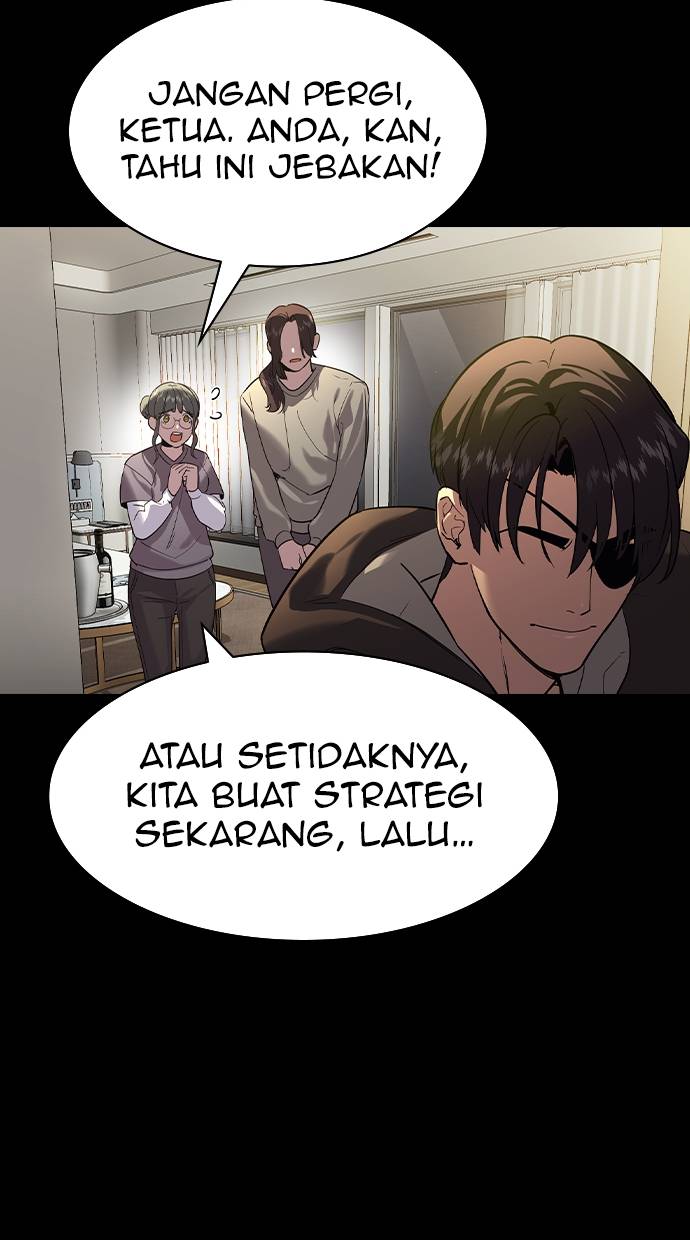 JANGAN PERGI,
KETUA. ANDA, KAN,
TAHU INI JEBAKAN!
ATAU SETIDAKNYA,
KITA BUAT STRATEGI
SEKARANG, LALU...